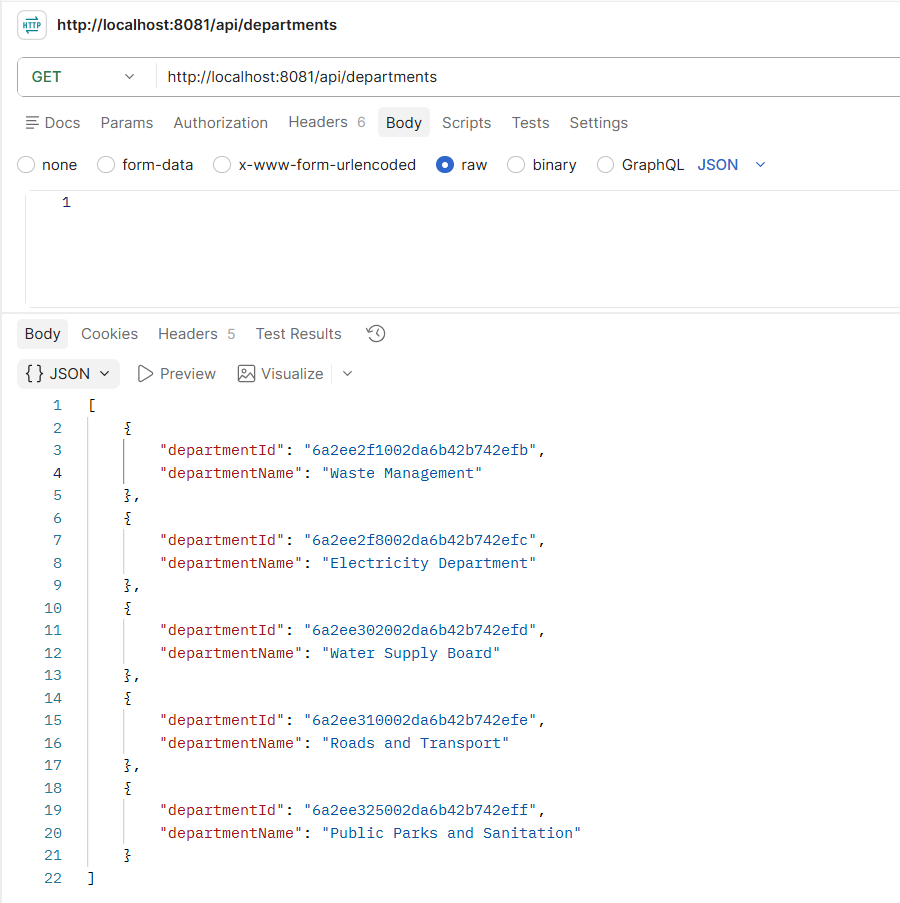 HTTP http://localhost:8081/api/departments
GET http://localhost:8081/api/departments
Docs Params Authorization Headers 6 Body Scripts Tests Settings
none form-data x-www-form-urlencoded raw binary GraphQL JSON
1
Body Cookies Headers 5 Test Results
{} JSON Preview Visualize
1 [
2 {
3 "departmentId": "6a2ee2f1002da6b42b742efb",
4 "departmentName": "Waste Management"
5 },
6 {
7 "departmentId": "6a2ee2f8002da6b42b742efc",
8 "departmentName": "Electricity Department"
9 },
10 {
11 "departmentId": "6a2ee302002da6b42b742efd",
12 "departmentName": "Water Supply Board"
13 },
14 {
15 "departmentId": "6a2ee310002da6b42b742efe",
16 "departmentName": "Roads and Transport"
17 },
18 {
19 "departmentId": "6a2ee325002da6b42b742eff",
20 "departmentName": "Public Parks and Sanitation"
21 }
22 ]